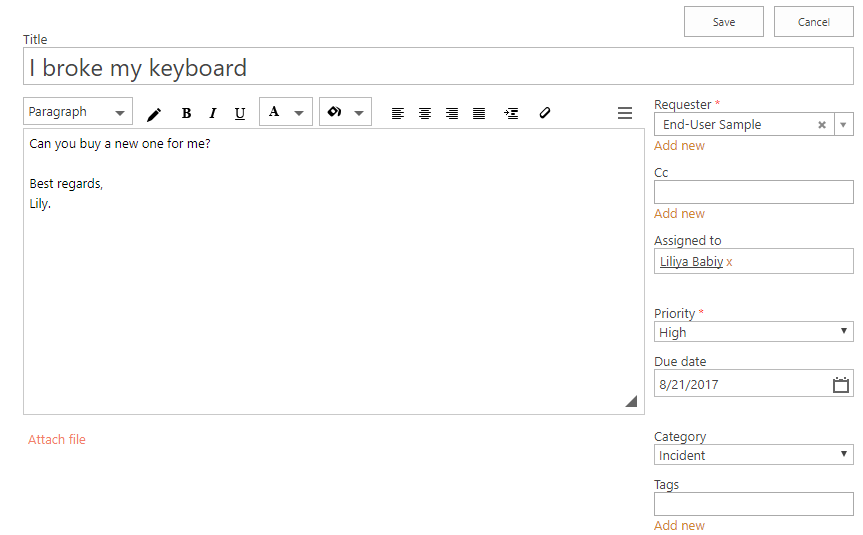 Save Cancel
Title
I broke my keyboard
Paragraph B I U A
Can you buy a new one for me?
Best regards,
Lily.
Attach file
Requester *
End-User Sample
Add new
Cc
Add new
Assigned to
Liliya Babiy x
Priority *
High
Due date
8/21/2017
Category
Incident
Tags
Add new